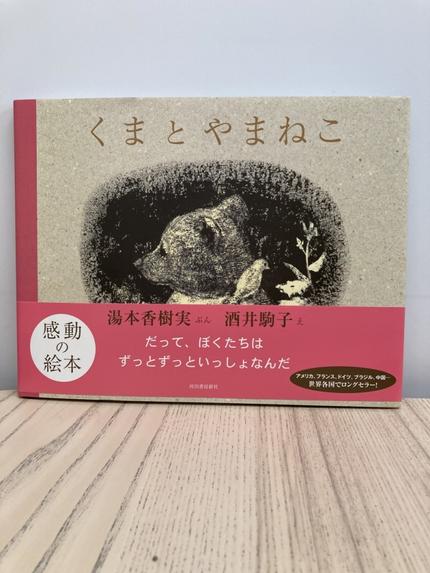 くまとやまねこ
湯本香樹実 ぶん 酒井駒子 え
感動
の
絵本
だって、ぼくたちは
ずっとずっといっしょなんだ
アメリカ、フランス、ドイツ、ブラジル、中国…
世界各国でロングセラー!
河出書房新社